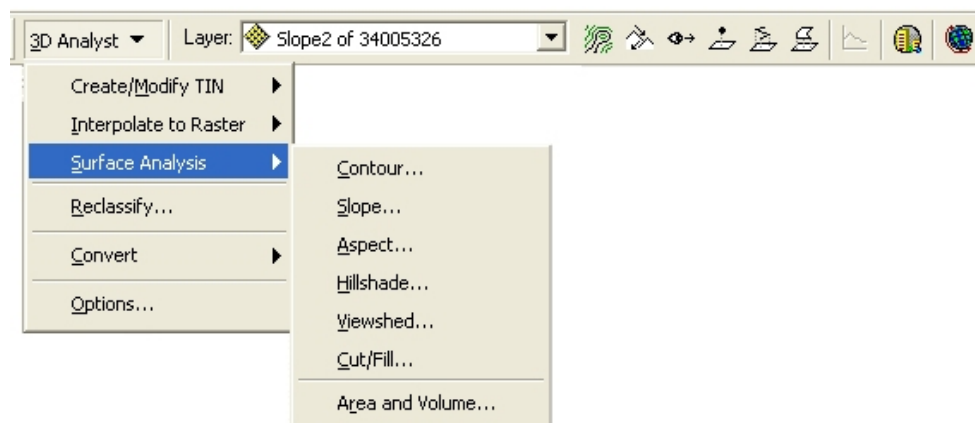 3D Analyst
Layer: Slope2 of 34005326
Create/Modify TIN
Interpolate to Raster
Surface Analysis
Reclassify...
Convert
Options...
Contour...
Slope...
Aspect...
Hillshade...
Viewshed...
Cut/Fill...
Area and Volume...